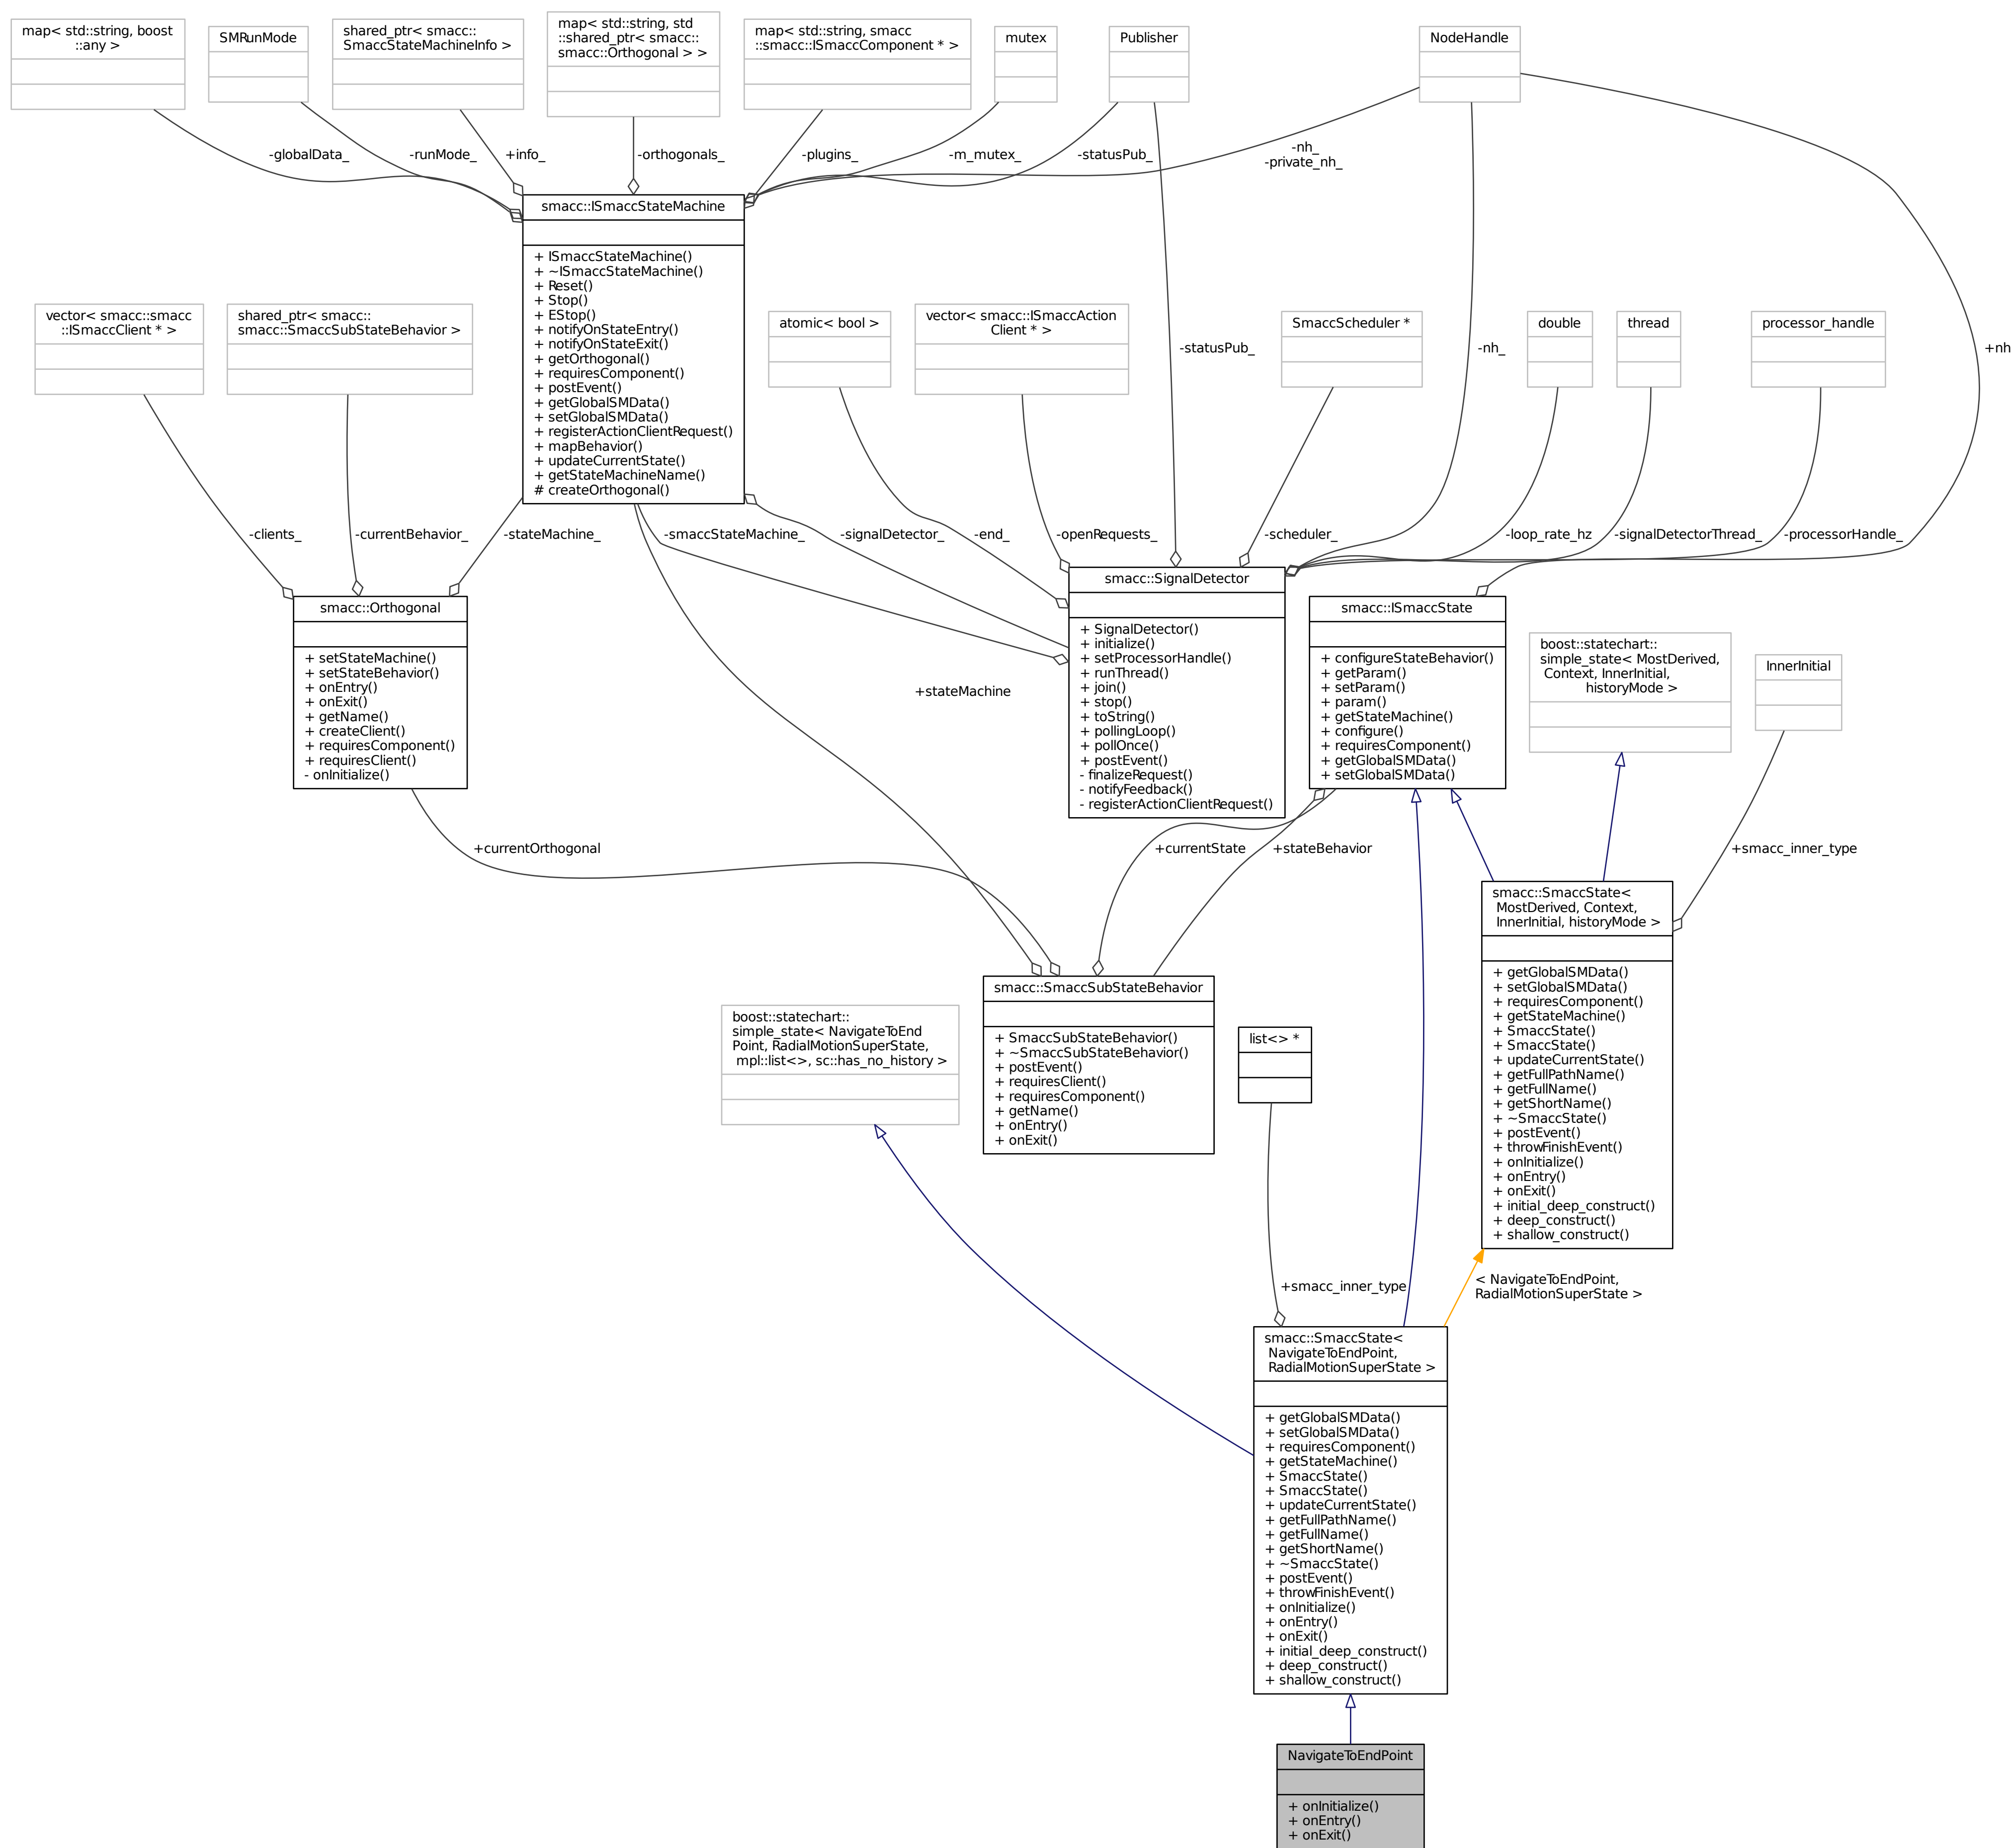 map< std::string, boost
::any >
SMRunMode
shared_ptr< smacc::
SmaccStateMachineInfo >
map< std::string, std
::shared_ptr< smacc::
smacc::Orthogonal > >
map< std::string, smacc
::smacc::ISmaccComponent * >
mutex
Publisher
NodeHandle
-globalData_
-runMode_
+info_
-orthogonals_
-plugins_
-m_mutex_
-statusPub_
-nh_
-private_nh_
smacc::ISmaccStateMachine
+ ISmaccStateMachine()
+ ~ISmaccStateMachine()
+ Reset()
+ Stop()
+ EStop()
+ notifyOnStateEntry()
+ notifyOnStateExit()
+ getOrthogonal()
+ requiresComponent()
+ postEvent()
+ getGlobalSMData()
+ setGlobalSMData()
+ registerActionClientRequest()
+ mapBehavior()
+ updateCurrentState()
+ getStateMachineName()
# createOrthogonal()
vector< smacc::smacc
::ISmaccClient * >
shared_ptr< smacc::
smacc::SmaccSubStateBehavior >
atomic< bool >
vector< smacc::ISmaccAction
Client * >
SmaccScheduler *
double
thread
processor_handle
-statusPub_
-nh_
+nh
-clients_
-currentBehavior_
-stateMachine_
-smaccStateMachine_
-signalDetector_
-end_
-openRequests_
-scheduler_
-loop_rate_hz
-signalDetectorThread_
-processorHandle_
smacc::Orthogonal
+ setStateMachine()
+ setStateBehavior()
+ onEntry()
+ onExit()
+ getName()
+ createClient()
+ requiresComponent()
+ requiresClient()
- onInitialize()
smacc::SignalDetector
+ SignalDetector()
+ initialize()
+ setProcessorHandle()
+ runThread()
+ join()
+ stop()
+ toString()
+ pollingLoop()
+ pollOnce()
+ postEvent()
- finalizeRequest()
- notifyFeedback()
- registerActionClientRequest()
smacc::ISmaccState
+ configureStateBehavior()
+ getParam()
+ setParam()
+ param()
+ getStateMachine()
+ configure()
+ requiresComponent()
+ getGlobalSMData()
+ setGlobalSMData()
boost::statechart::
simple_state< MostDerived,
Context, InnerInitial,
historyMode >
InnerInitial
+stateMachine
+currentOrthogonal
+currentState
+stateBehavior
+smacc_inner_type
smacc::SmaccState<
MostDerived, Context,
InnerInitial, historyMode >
+ getGlobalSMData()
+ setGlobalSMData()
+ requiresComponent()
+ getStateMachine()
+ SmaccState()
+ SmaccState()
+ updateCurrentState()
+ getFullPathName()
+ getFullName()
+ getShortName()
+ ~SmaccState()
+ postEvent()
+ throwFinishEvent()
+ onInitialize()
+ onEntry()
+ onExit()
+ initial_deep_construct()
+ deep_construct()
+ shallow_construct()
boost::statechart::
simple_state< NavigateToEnd
Point, RadialMotionSuperState,
mpl::list<>, sc::has_no_history >
smacc::SmaccSubStateBehavior
+ SmaccSubStateBehavior()
+ ~SmaccSubStateBehavior()
+ postEvent()
+ requiresClient()
+ requiresComponent()
+ getName()
+ onEntry()
+ onExit()
list<> *
+smacc_inner_type
< NavigateToEndPoint,
RadialMotionSuperState >
smacc::SmaccState<
NavigateToEndPoint,
RadialMotionSuperState >
+ getGlobalSMData()
+ setGlobalSMData()
+ requiresComponent()
+ getStateMachine()
+ SmaccState()
+ SmaccState()
+ updateCurrentState()
+ getFullPathName()
+ getFullName()
+ getShortName()
+ ~SmaccState()
+ postEvent()
+ throwFinishEvent()
+ onInitialize()
+ onEntry()
+ onExit()
+ initial_deep_construct()
+ deep_construct()
+ shallow_construct()
NavigateToEndPoint
+ onInitialize()
+ onEntry()
+ onExit()